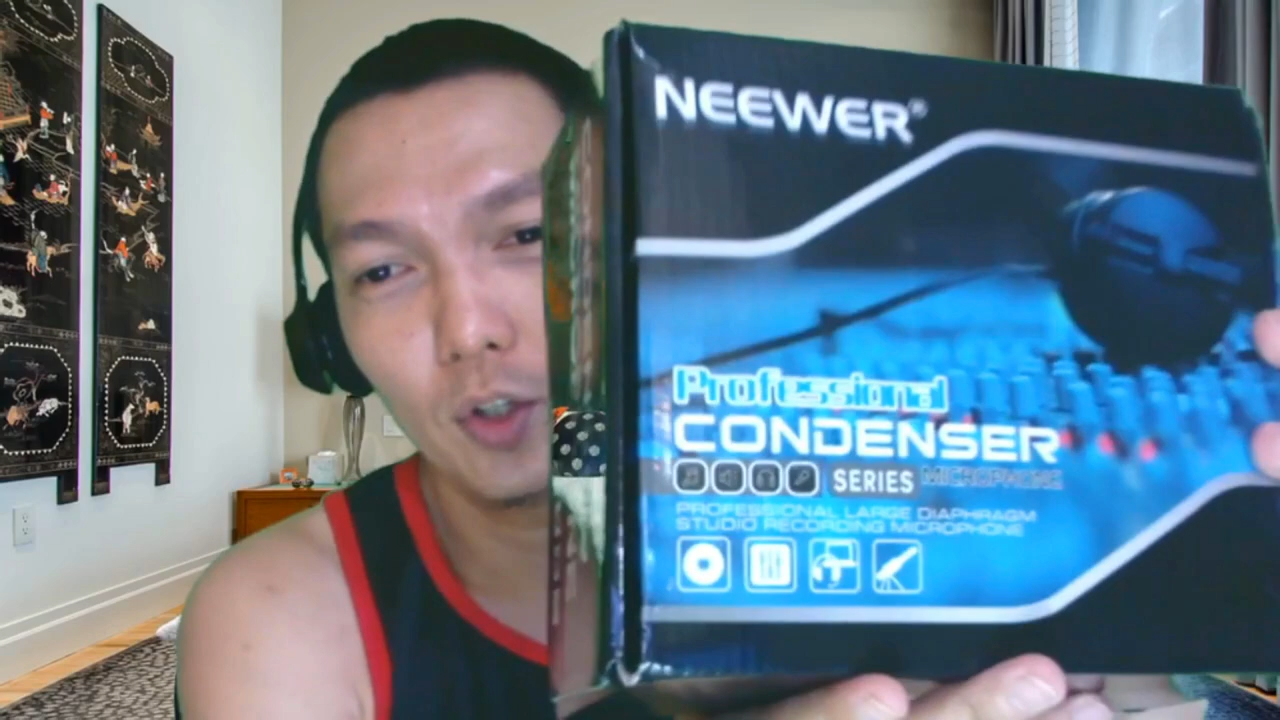 NEEWER®
Professional
CONDENSER
SERIES MICROPHONE
PROFESSIONAL LARGE DIAPHRAGM
STUDIO RECORDING MICROPHONE